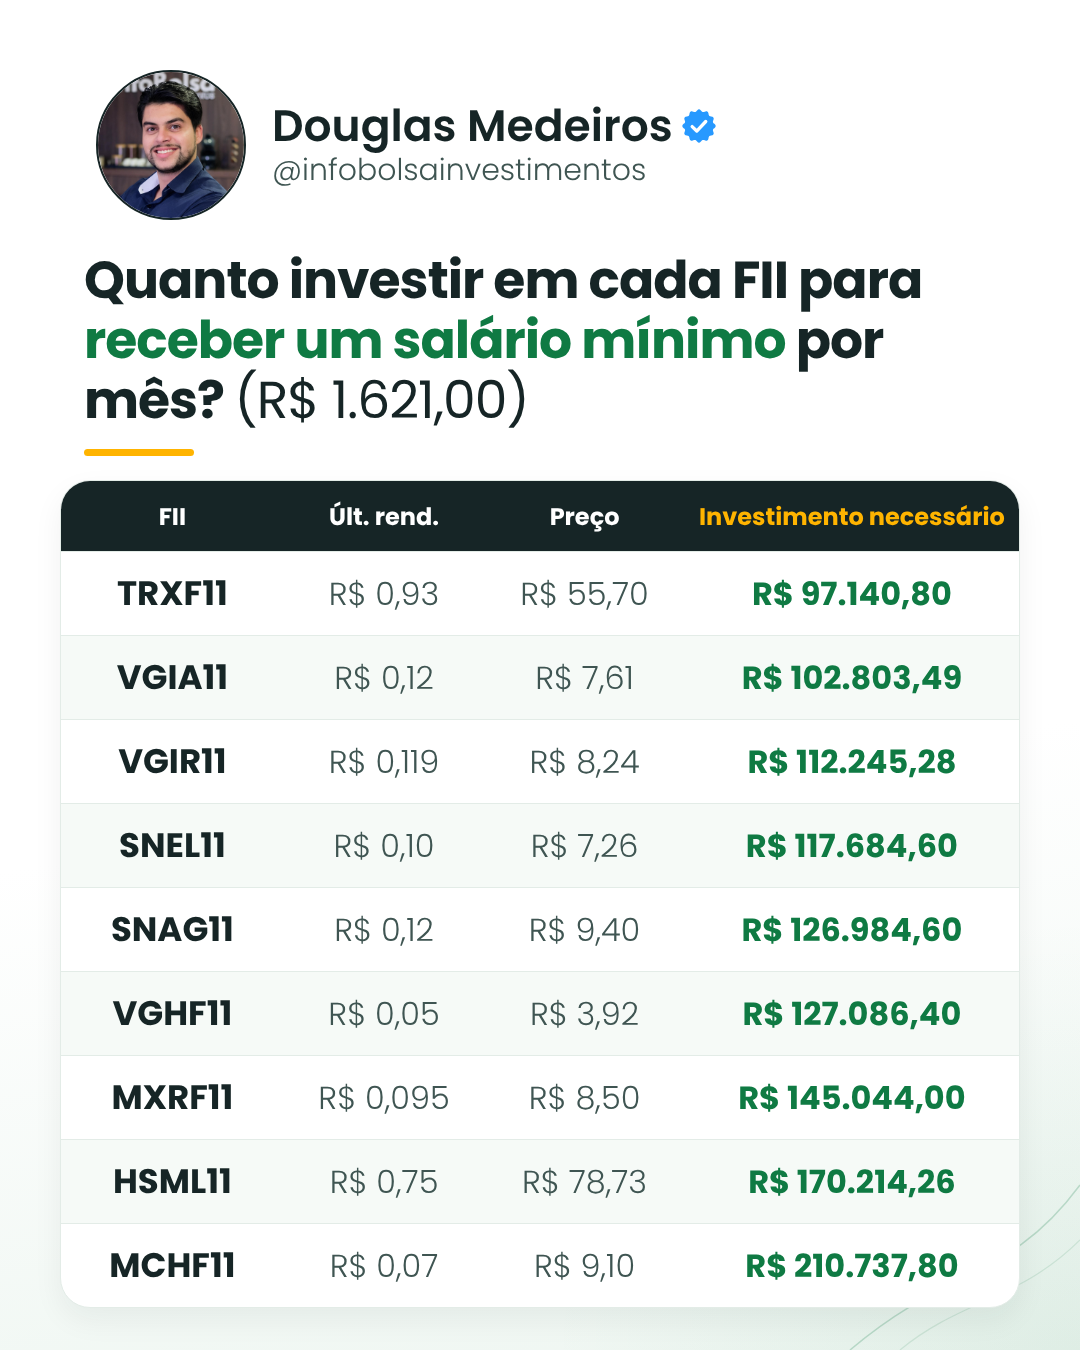 Douglas Medeiros
@infobolsainvestimentos
Quanto investir em cada FII para
receber um salário mínimo por
mês? (R$ 1.621,00)
FII Últ. rend. Preço Investimento necessário
TRXF11 R$ 0,93 R$ 55,70 R$ 97.140,80
VGIA11 R$ 0,12 R$ 7,61 R$ 102.803,49
VGIR11 R$ 0,119 R$ 8,24 R$ 112.245,28
SNEL11 R$ 0,10 R$ 7,26 R$ 117.684,60
SNAG11 R$ 0,12 R$ 9,40 R$ 126.984,60
VGHF11 R$ 0,05 R$ 3,92 R$ 127.086,40
MXRF11 R$ 0,095 R$ 8,50 R$ 145.044,00
HSML11 R$ 0,75 R$ 78,73 R$ 170.214,26
MCHF11 R$ 0,07 R$ 9,10 R$ 210.737,80